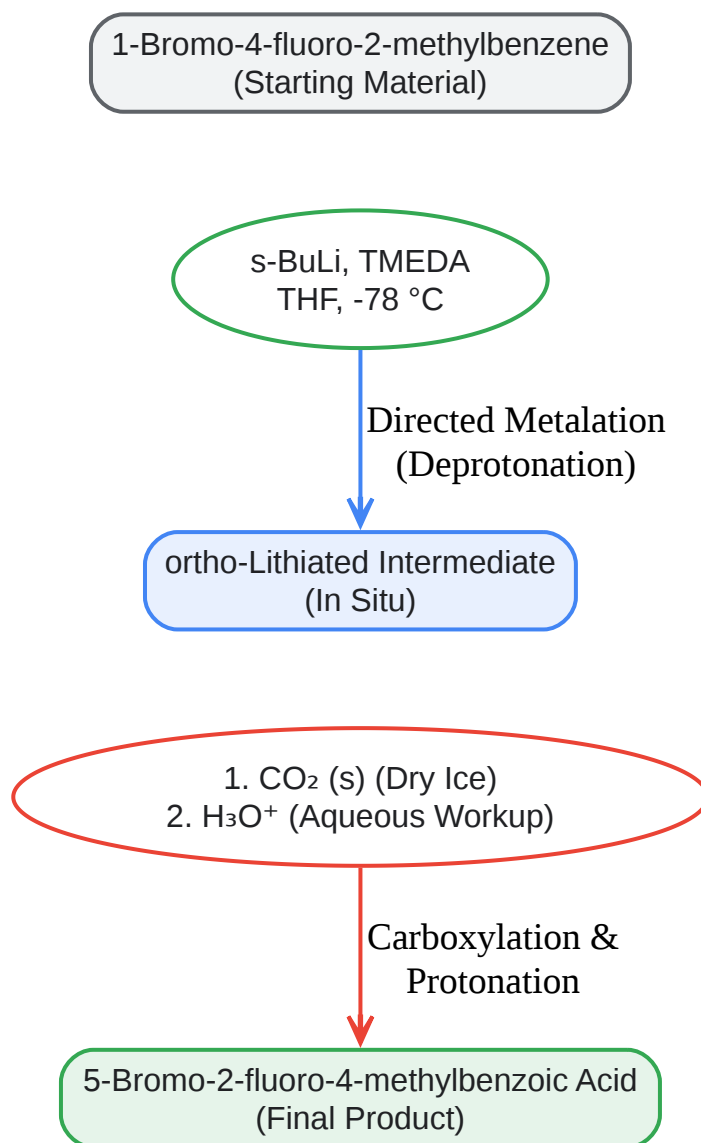 1-Bromo-4-fluoro-2-methylbenzene
(Starting Material)
s-BuLi, TMEDA
THF, -78 °C
Directed Metalation
(Deprotonation)
ortho-Lithiated Intermediate
(In Situ)
1. CO₂ (s) (Dry Ice)
2. H₃O⁺ (Aqueous Workup)
Carboxylation &
Protonation
5-Bromo-2-fluoro-4-methylbenzoic Acid
(Final Product)